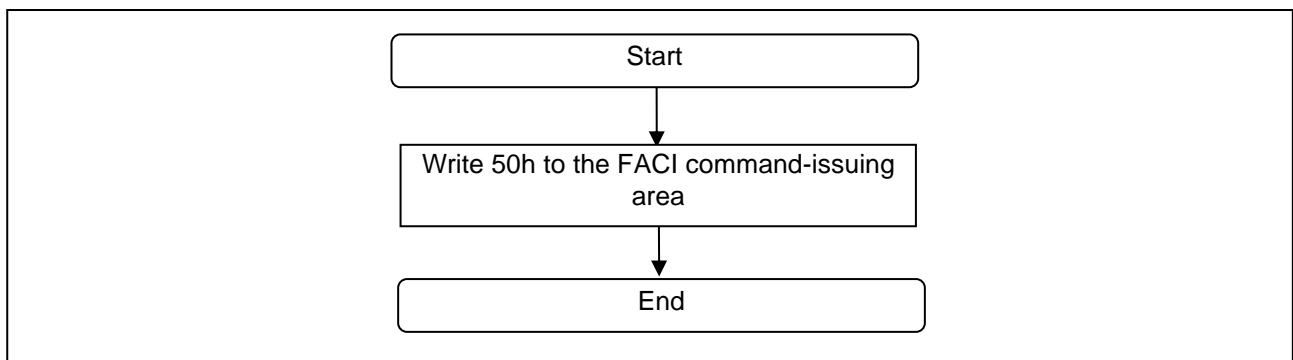 Start
Write 50h to the FACI command-issuing
area
End